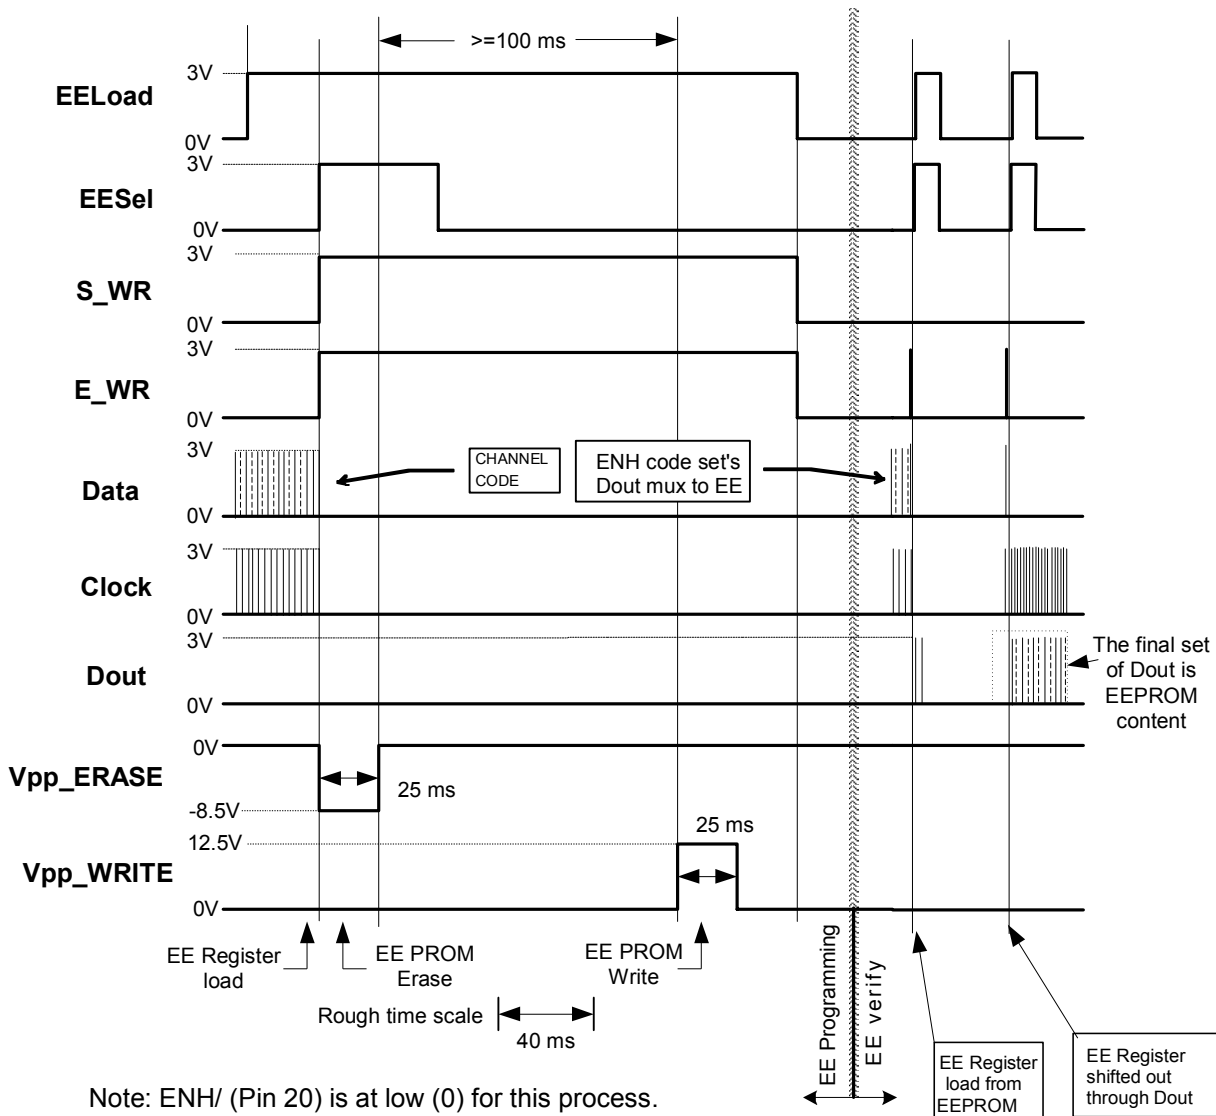 >=100 ms
3V
EELoad
0V
3V
EESel
0V
3V
S_WR
0V
3V
E_WR
0V
3V
Data
0V
CHANNEL
CODE
ENH code set's
Dout mux to EE
3V
Clock
0V
3V
Dout
0V
The final set
of Dout is
EEPROM
content
0V
Vpp_ERASE
-8.5V
25 ms
12.5V
Vpp_WRITE
0V
25 ms
EE Register
load
EE PROM
Erase
EE PROM
Write
Rough time scale
40 ms
EE Programming
EE verify
EE Register
load from
EEPROM
EE Register
shifted out
through Dout
Note: ENH/ (Pin 20) is at low (0) for this process.